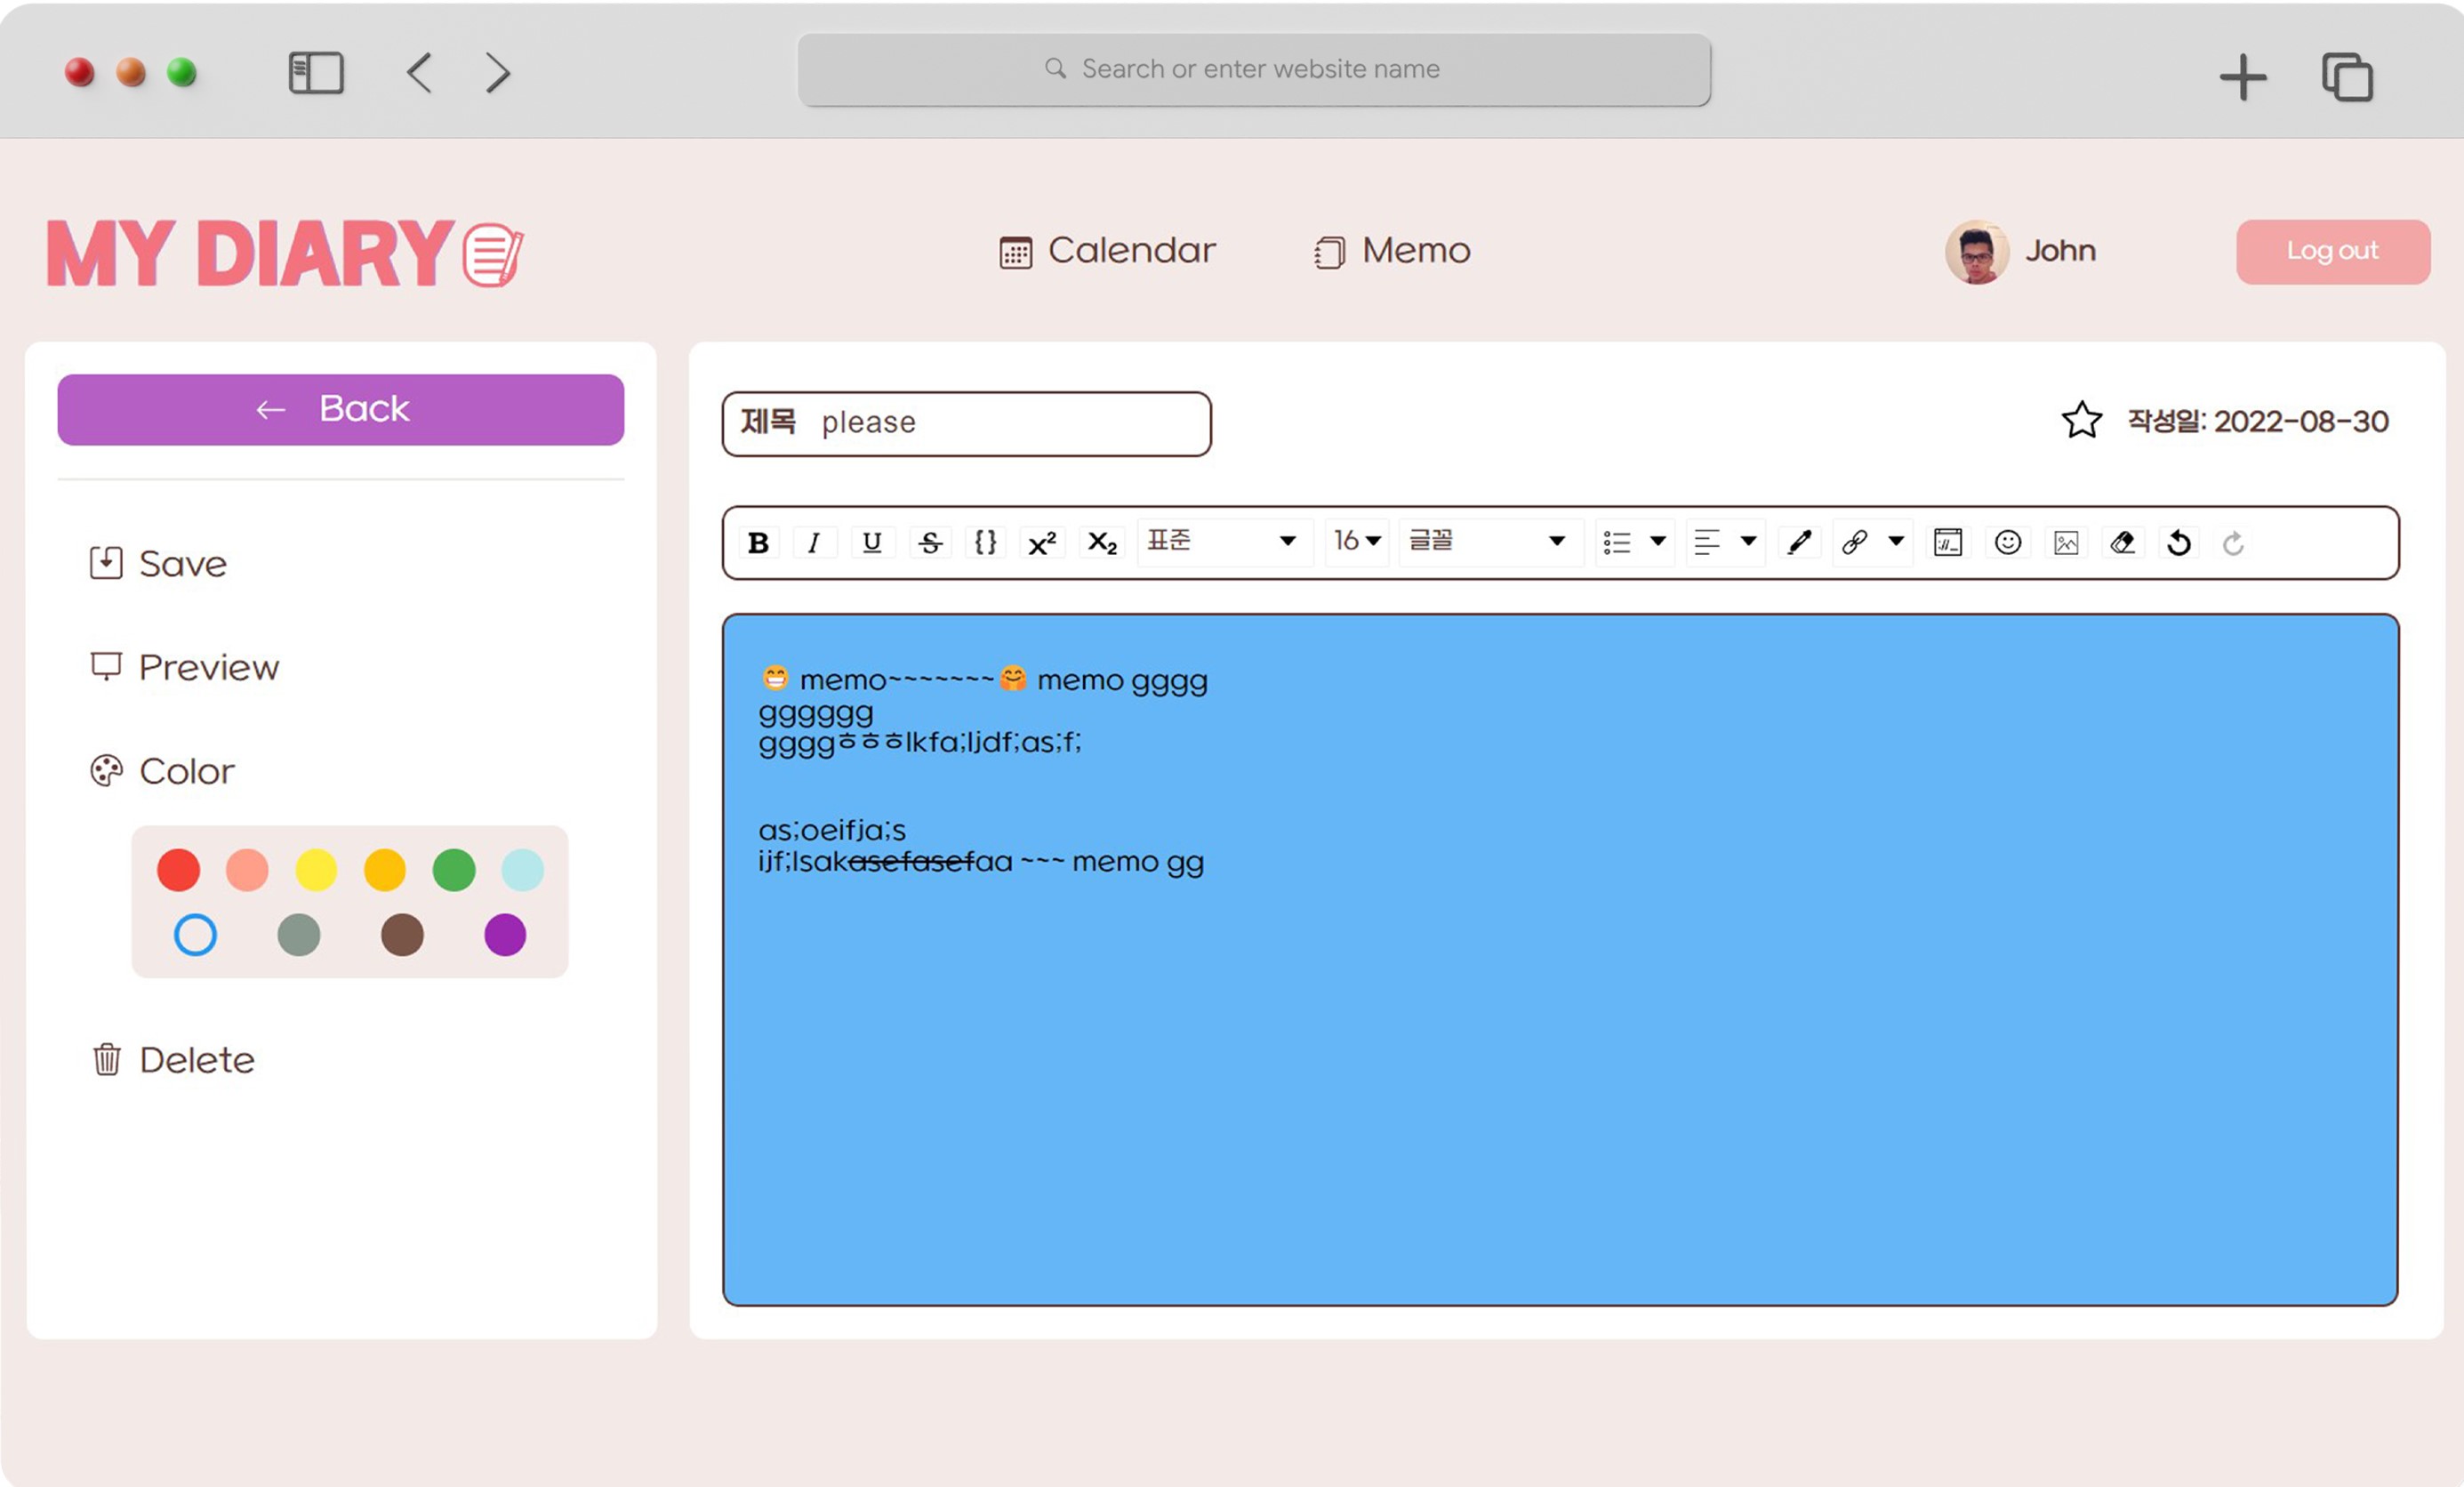 Search or enter website name
MY DIARY
Calendar
Memo
John
Log out
Back
Save
Preview
Color
Delete
제목 please
작성일: 2022-08-30
B I U S {} x² X₂ 표준 16 글꼴
😁 memo~~~~~~~🤗 memo gggg
gggggg
ggggㅎㅎㅎlkfa;ljdf;as;f;
as;oeifja;s
ijf;lsakasefasefaa ~~~ memo gg